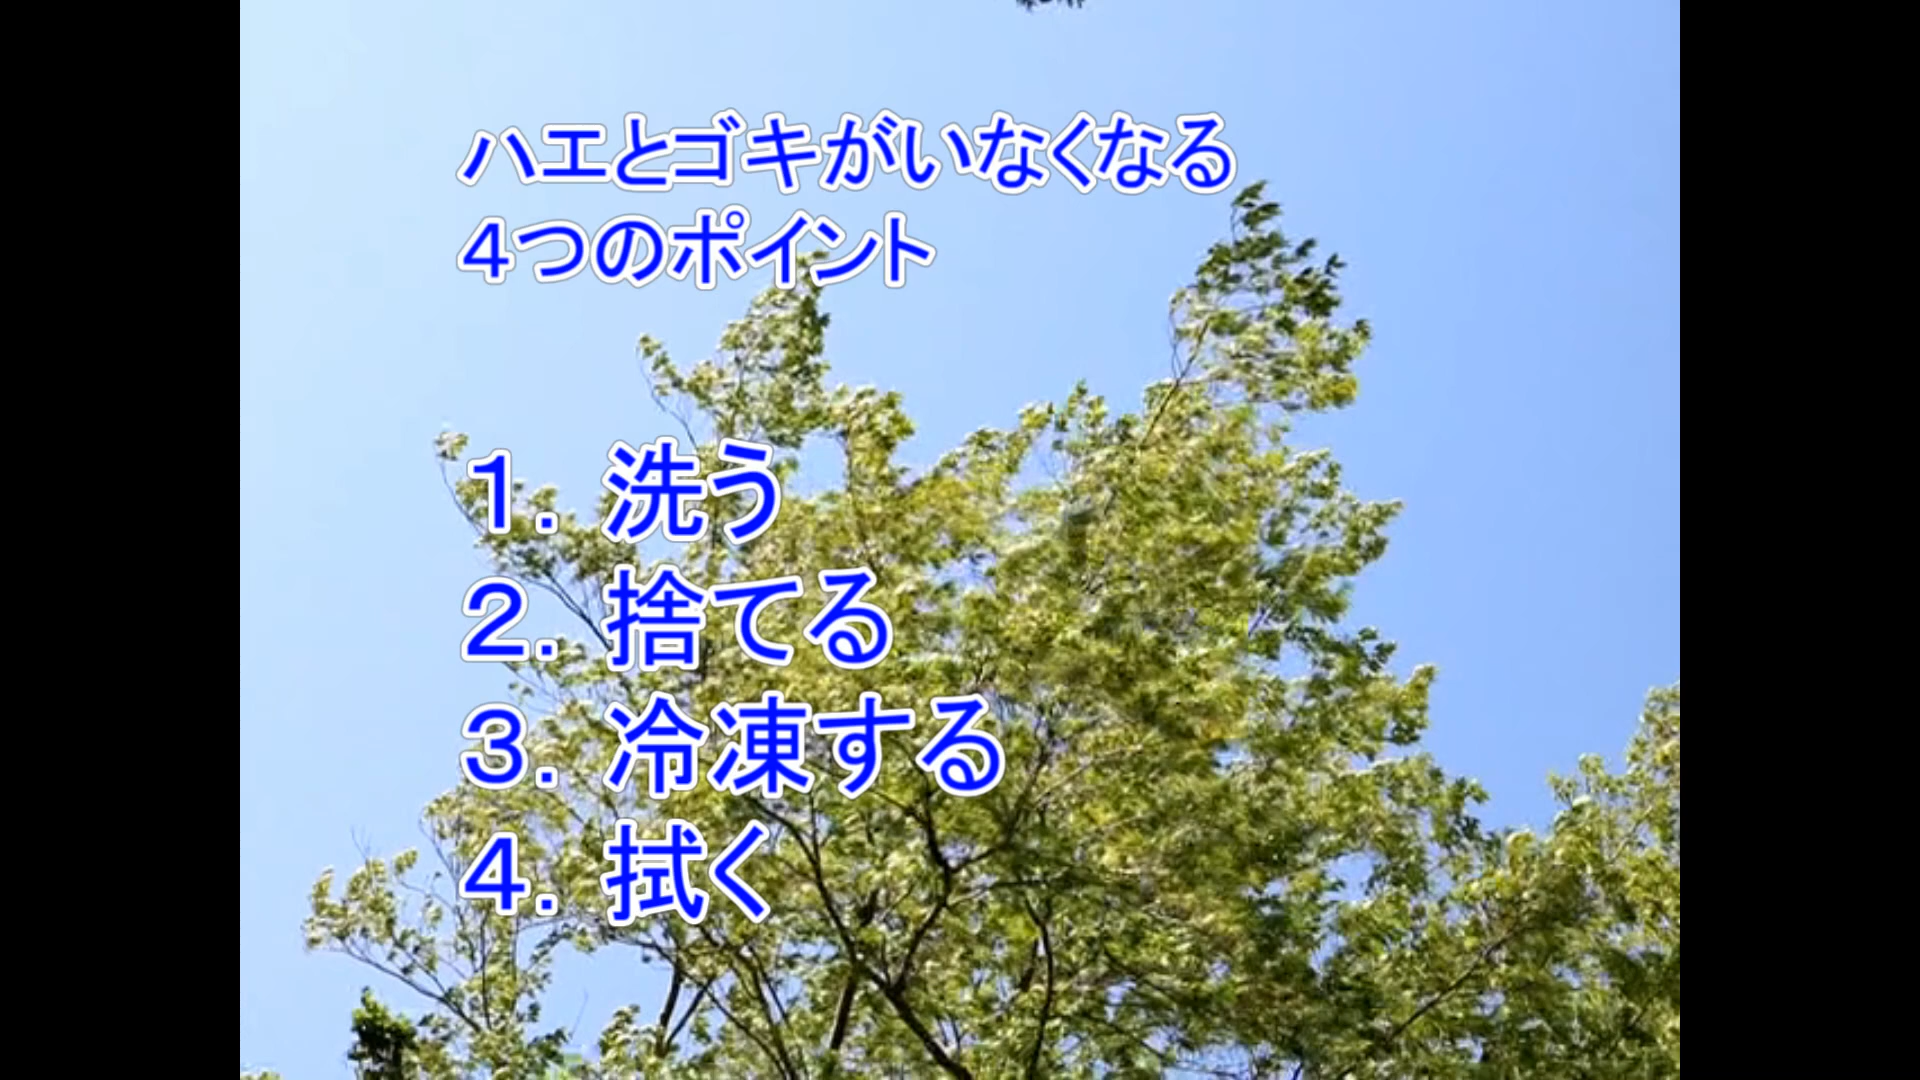 ハエとゴキがいなくなる
４つのポイント
１．洗う
２．捨てる
３．冷凍する
４．拭く